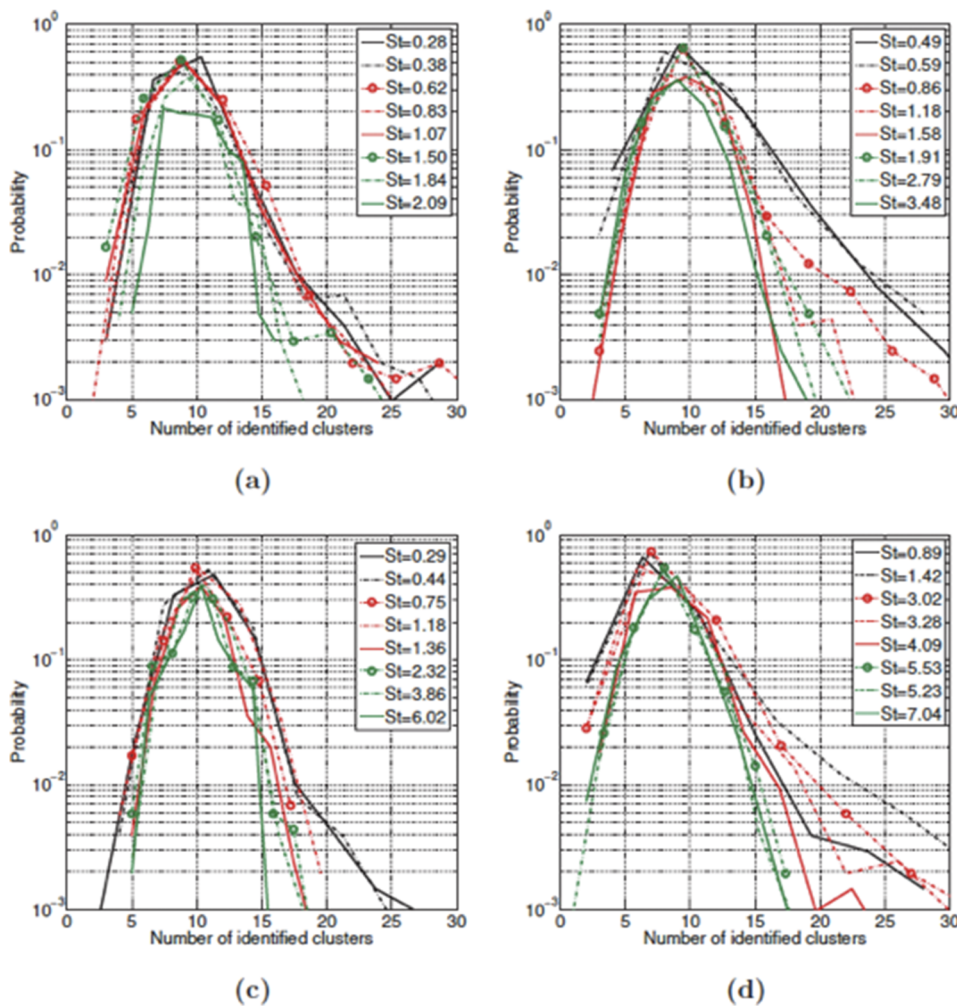 10^0
10^-1
10^-2
10^-3
Probability
0 5 10 15 20 25 30
Number of identified clusters
St=0.28
St=0.38
St=0.62
St=0.83
St=1.07
St=1.50
St=1.84
St=2.09
(a)
10^0
10^-1
10^-2
10^-3
Probability
0 5 10 15 20 25 30
Number of identified clusters
St=0.49
St=0.59
St=0.86
St=1.18
St=1.58
St=1.91
St=2.79
St=3.48
(b)
10^0
10^-1
10^-2
10^-3
Probability
0 5 10 15 20 25 30
Number of identified clusters
St=0.29
St=0.44
St=0.75
St=1.18
St=1.36
St=2.32
St=3.86
St=6.02
(c)
10^0
10^-1
10^-2
10^-3
Probability
0 5 10 15 20 25 30
Number of identified clusters
St=0.89
St=1.42
St=3.02
St=3.28
St=4.09
St=5.53
St=5.23
St=7.04
(d)